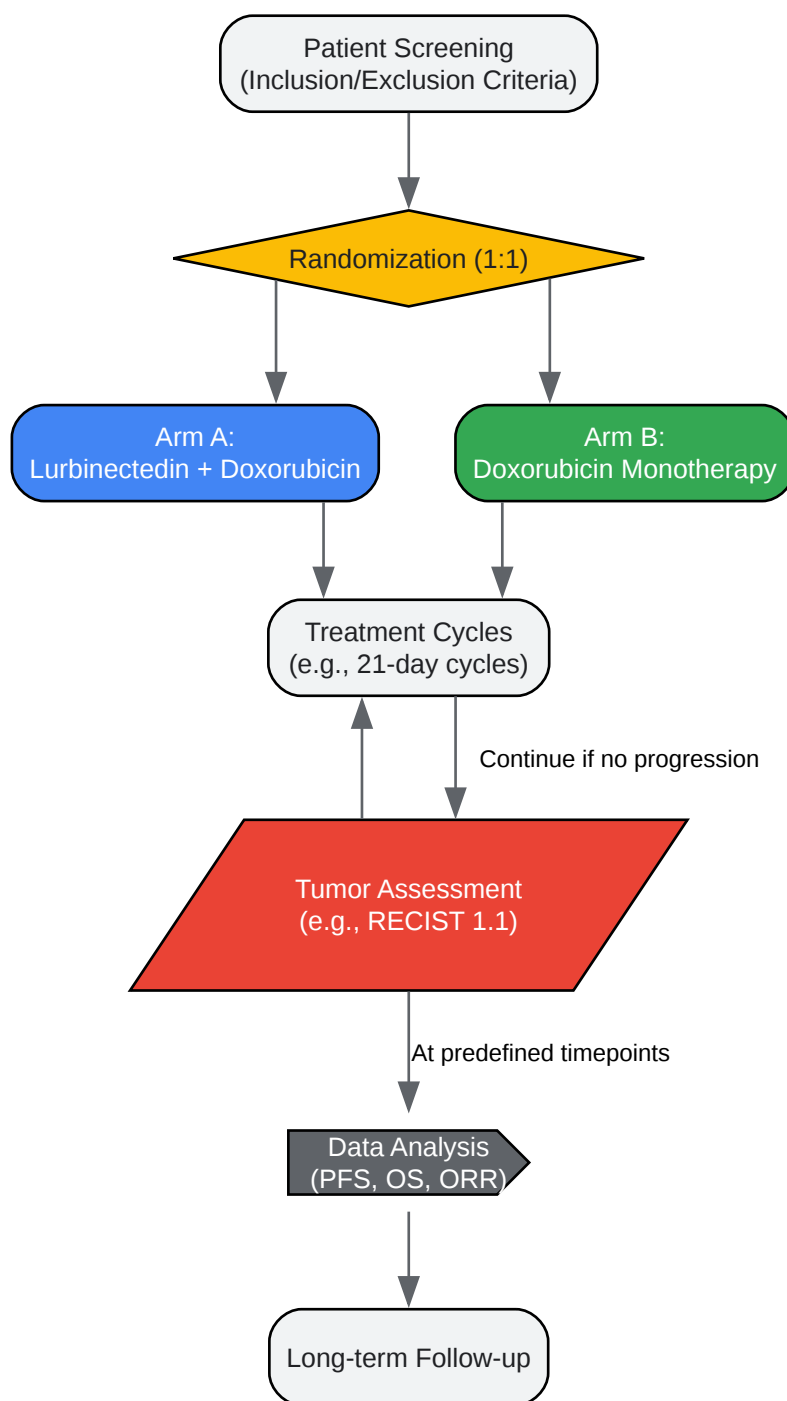 Patient Screening
(Inclusion/Exclusion Criteria)
Randomization (1:1)
Arm A:
Lurbinectedin + Doxorubicin
Arm B:
Doxorubicin Monotherapy
Treatment Cycles
(e.g., 21-day cycles)
Continue if no progression
Tumor Assessment
(e.g., RECIST 1.1)
At predefined timepoints
Data Analysis
(PFS, OS, ORR)
Long-term Follow-up